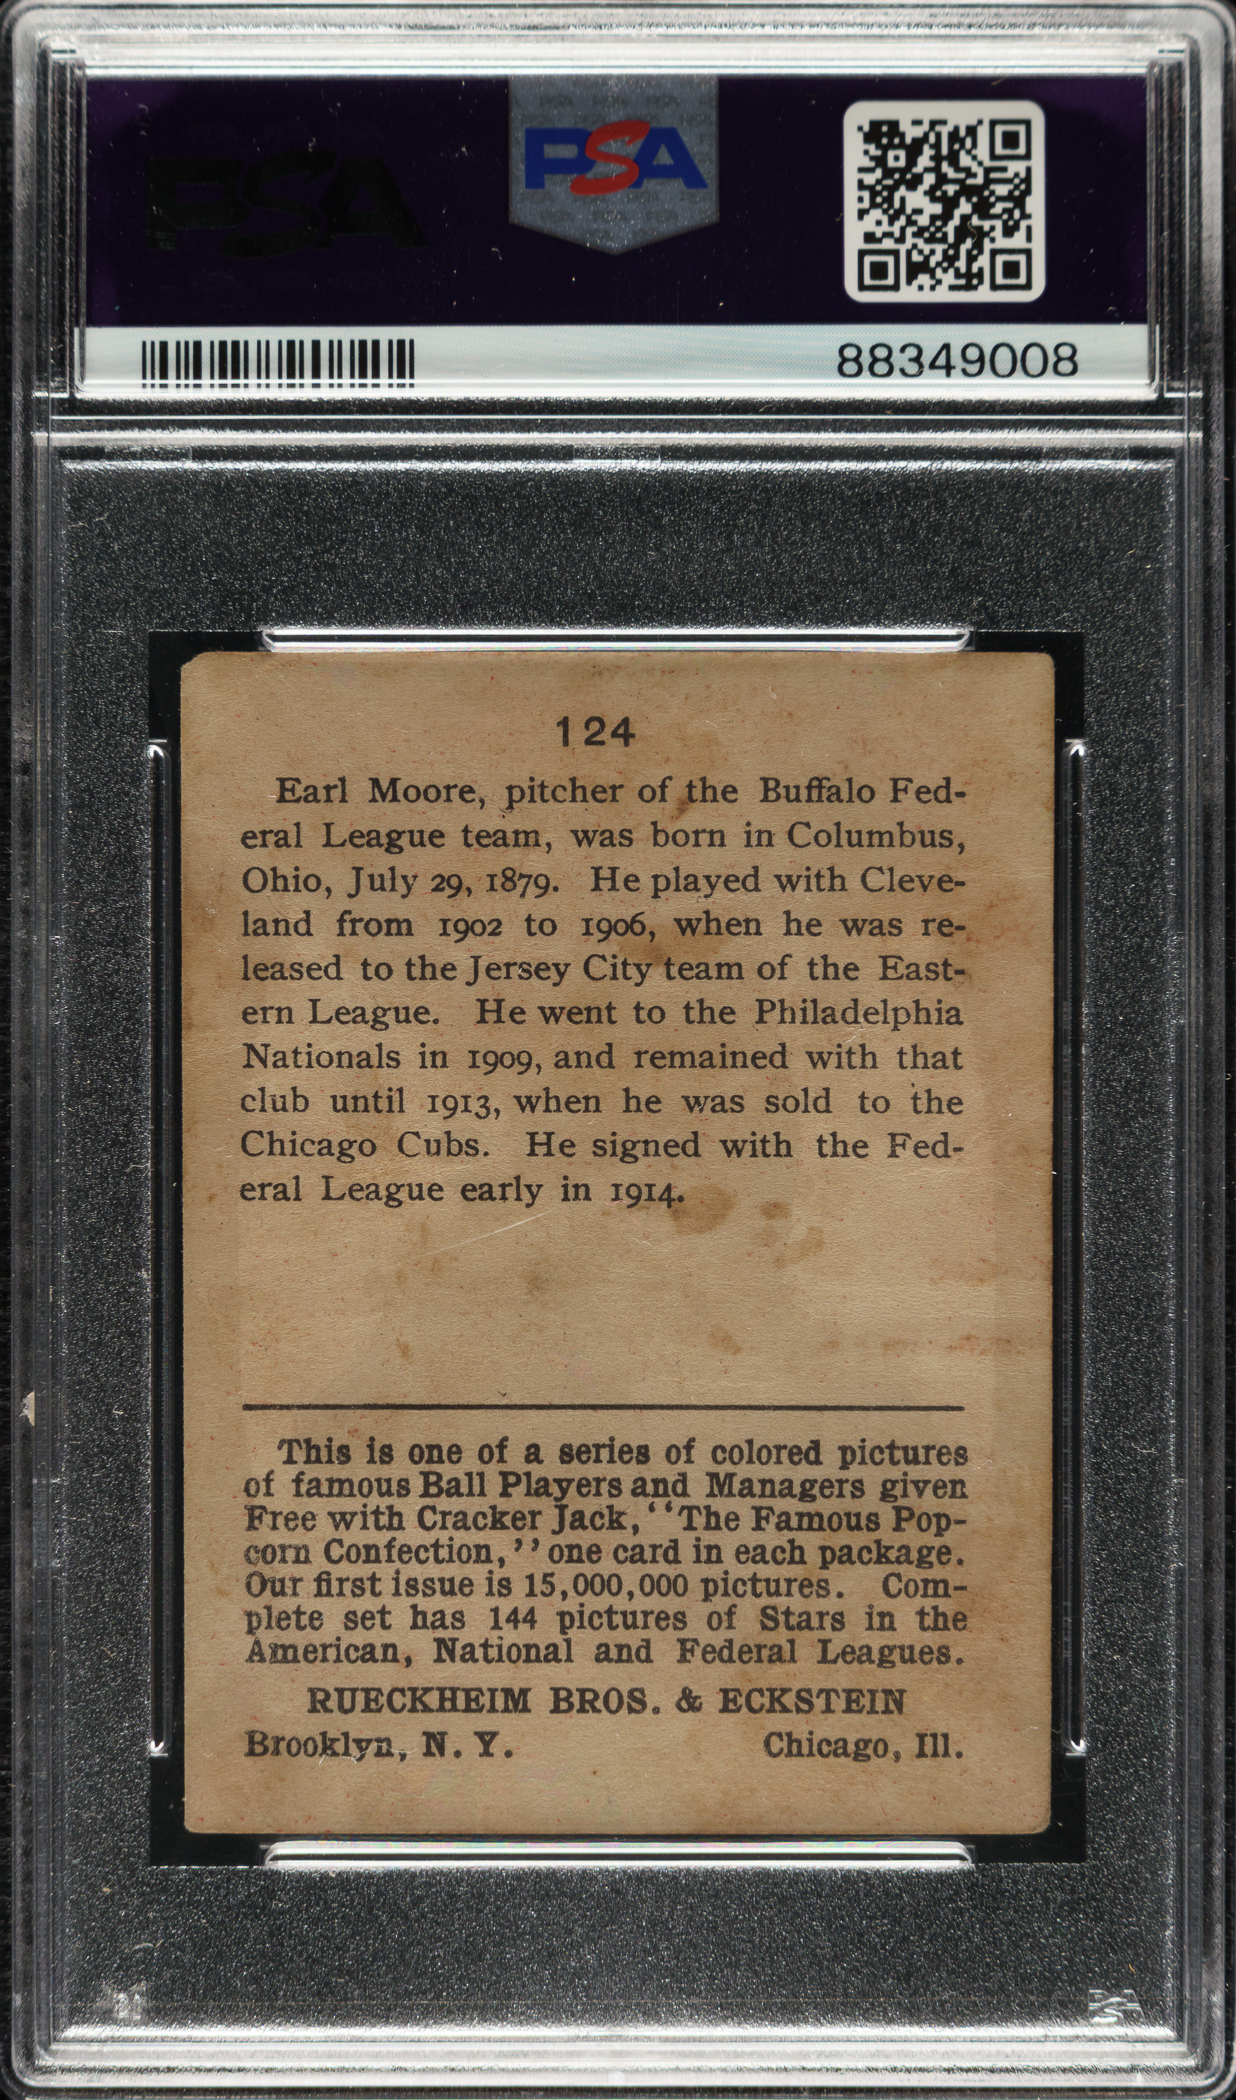 PSA
PSA
88349008
124
Earl Moore, pitcher of the Buffalo Fed-
eral League team, was born in Columbus,
Ohio, July 29, 1879. He played with Cleve-
land from 1902 to 1906, when he was re-
leased to the Jersey City team of the East-
ern League. He went to the Philadelphia
Nationals in 1909, and remained with that
club until 1913, when he was sold to the
Chicago Cubs. He signed with the Fed-
eral League early in 1914.
This is one of a series of colored pictures
of famous Ball Players and Managers given
Free with Cracker Jack, "The Famous Pop-
corn Confection," one card in each package.
Our first issue is 15,000,000 pictures. Com-
plete set has 144 pictures of Stars in the
American, National and Federal Leagues.
RUECKHEIM BROS. & ECKSTEIN
Brooklyn, N. Y. Chicago, Ill.
PSA